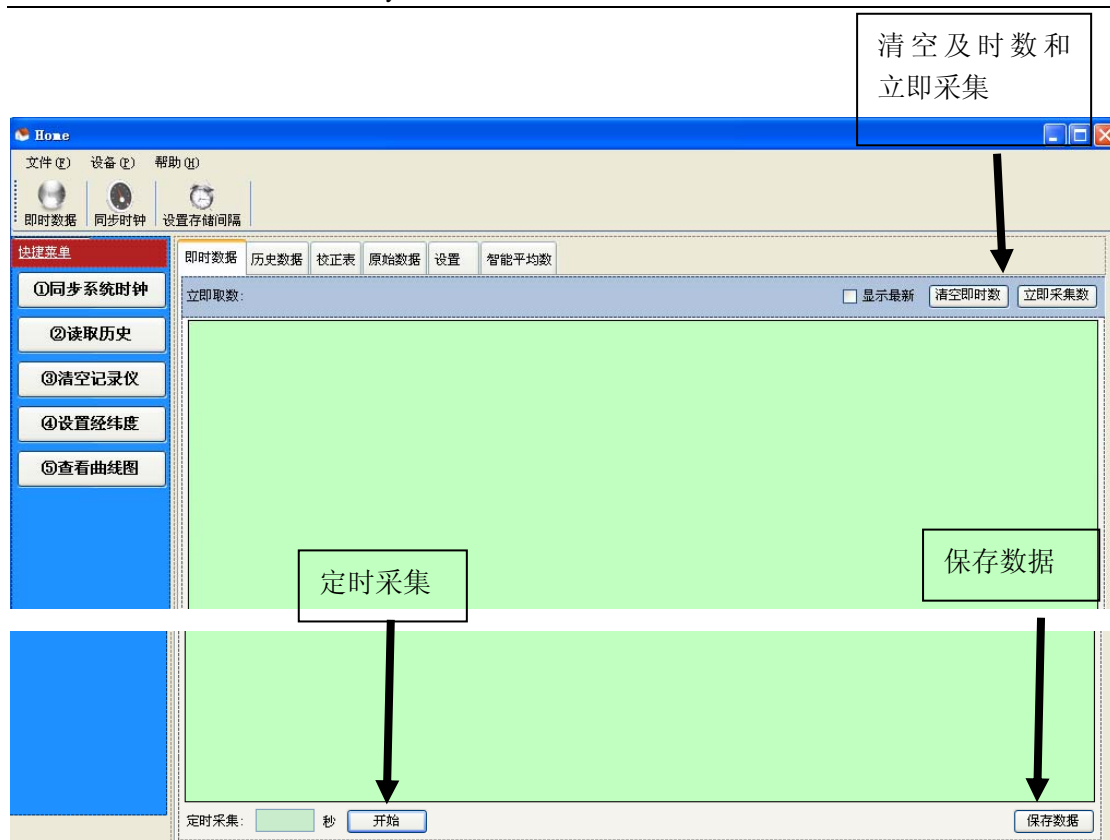 清空及时数和
立即采集
Home
文件(F) 设备(E) 帮助(H)
即时数据 同步时钟 设置存储间隔
快捷菜单
①同步系统时钟
②读取历史
③清空记录仪
④设置经纬度
⑤查看曲线图
即时数据 历史数据 校正表 原始数据 设置 智能平均数
立即取数: 显示最新 清空即时数 立即采集数
定时采集
保存数据
定时采集: 秒 开始 保存数据